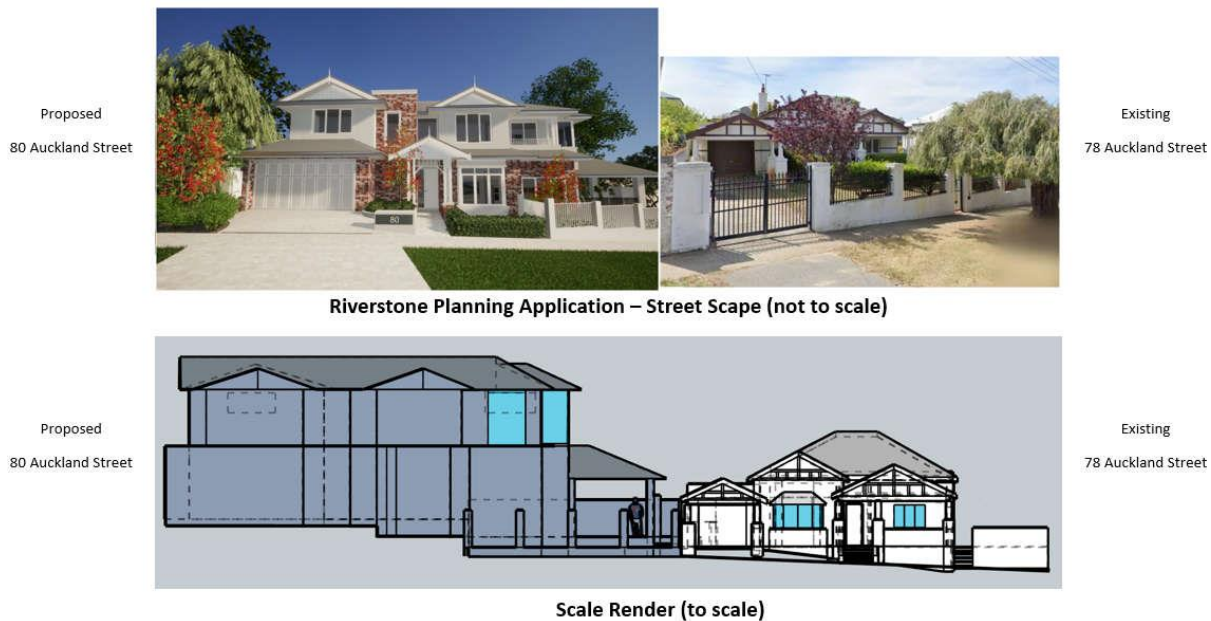 Proposed
80 Auckland Street
Existing
78 Auckland Street
80
Riverstone Planning Application – Street Scape (not to scale)
Proposed
80 Auckland Street
Existing
78 Auckland Street
Scale Render (to scale)